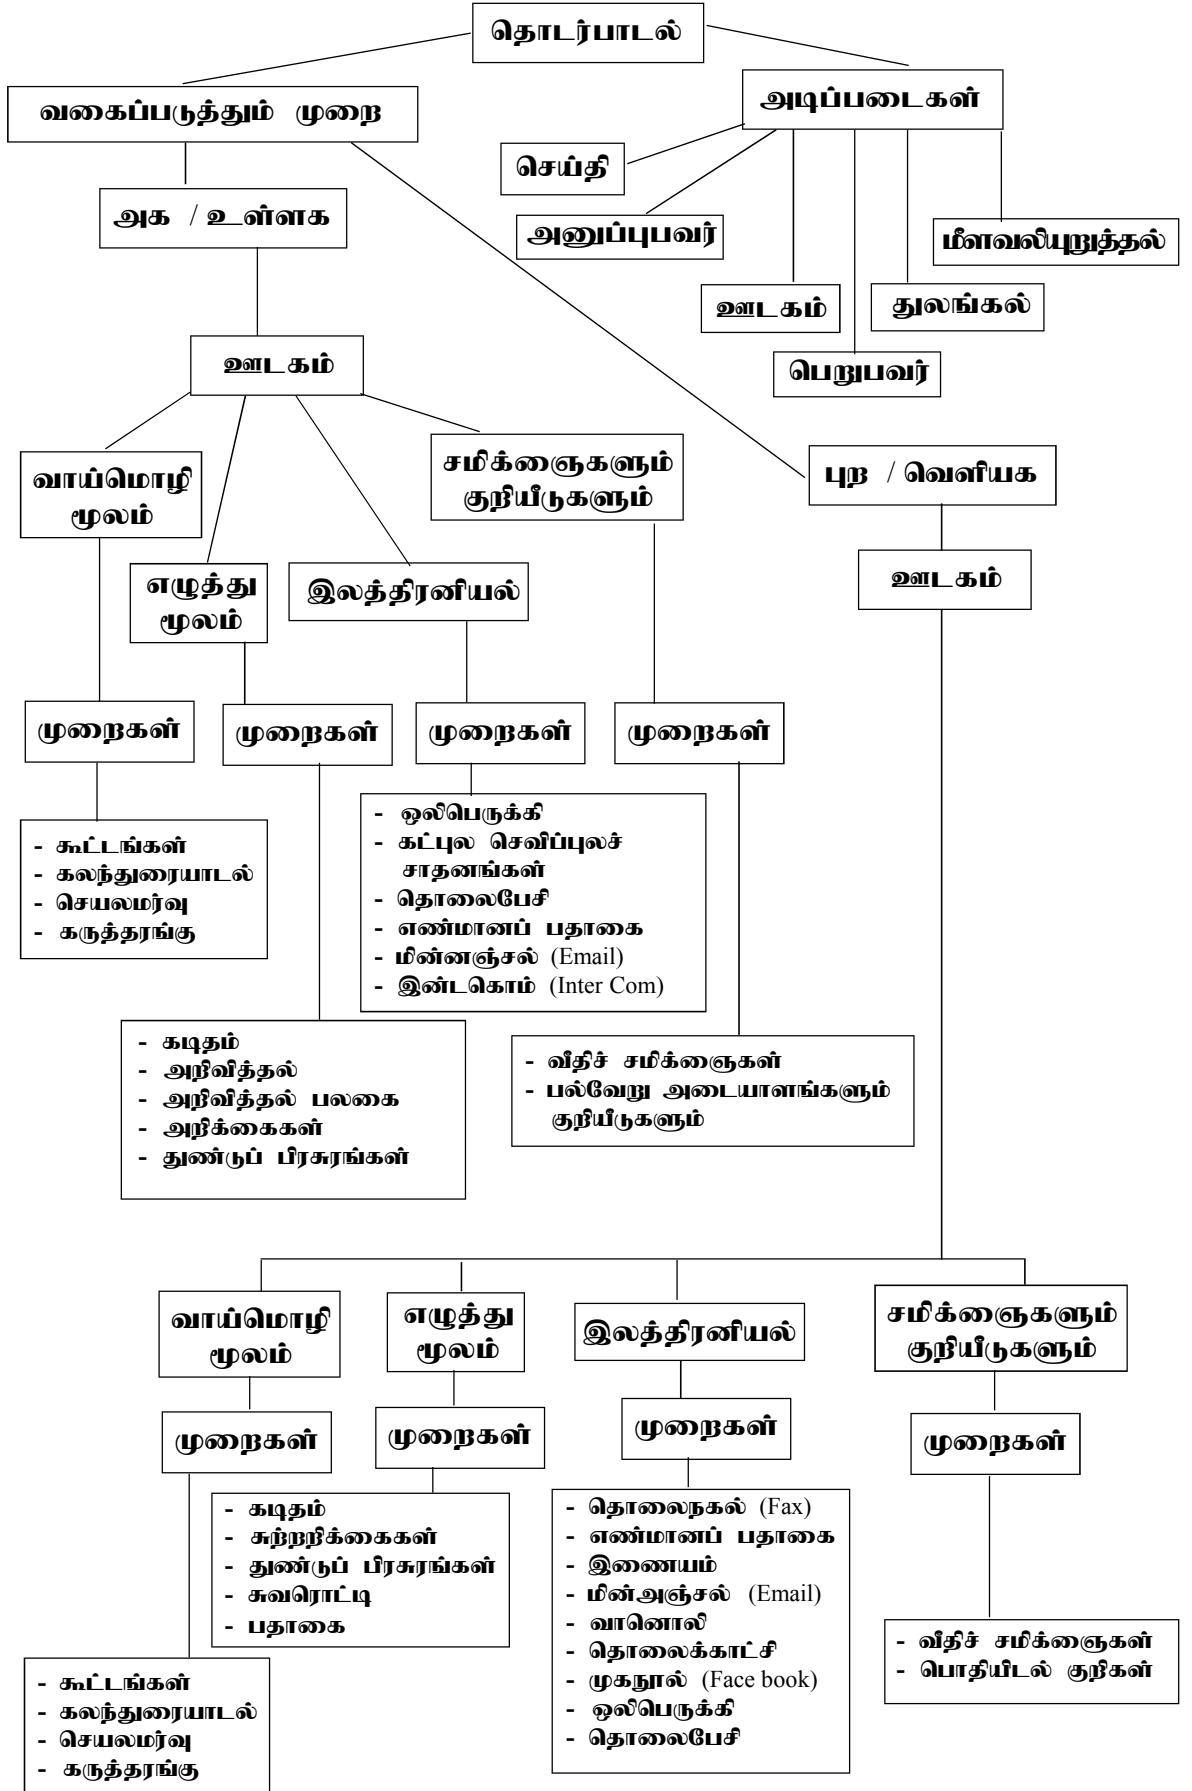 தொடர்பாடல்
வகைப்படுத்தும் முறை
அடிப்படைகள்
செய்தி
அக / உள்ளக
அனுப்புபவர்
மீளவலியுறுத்தல்
ஊடகம்
துலங்கல்
ஊடகம்
பெறுபவர்
வாய்மொழி
மூலம்
சமிக்ஞைகளும்
குறியீடுகளும்
புற / வெளியக
எழுத்து
மூலம்
இலத்திரனியல்
ஊடகம்
முறைகள்
முறைகள்
முறைகள்
முறைகள்
- கூட்டங்கள்
- கலந்துரையாடல்
- செயலமர்வு
- கருத்தரங்கு
- ஒலிபெருக்கி
- கட்புல செவிப்புலச்
சாதனங்கள்
- தொலைபேசி
- எண்மானப் பதாகை
- மின்னஞ்சல் (Email)
- இன்டகொம் (Inter Com)
- கடிதம்
- அறிவித்தல்
- அறிவித்தல் பலகை
- அறிக்கைகள்
- துண்டுப் பிரசுரங்கள்
- வீதிச் சமிக்ஞைகள்
- பல்வேறு அடையாளங்களும்
குறியீடுகளும்
வாய்மொழி
மூலம்
எழுத்து
மூலம்
இலத்திரனியல்
சமிக்ஞைகளும்
குறியீடுகளும்
முறைகள்
முறைகள்
முறைகள்
முறைகள்
- கடிதம்
- சுற்றறிக்கைகள்
- துண்டுப் பிரசுரங்கள்
- சுவரொட்டி
- பதாகை
- தொலைநகல் (Fax)
- எண்மானப் பதாகை
- இணையம்
- மின்அஞ்சல் (Email)
- வானொலி
- தொலைக்காட்சி
- முகநூல் (Face book)
- ஒலிபெருக்கி
- தொலைபேசி
- வீதிச் சமிக்ஞைகள்
- பொதியிடல் குறிகள்
- கூட்டங்கள்
- கலந்துரையாடல்
- செயலமர்வு
- கருத்தரங்கு